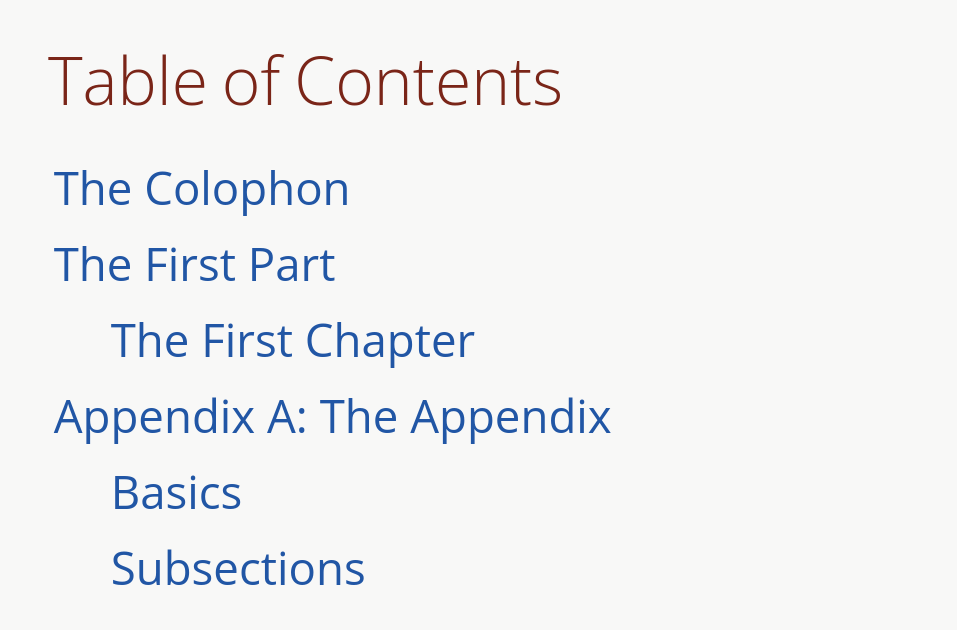 Table of Contents
The Colophon
The First Part
The First Chapter
Appendix A: The Appendix
Basics
Subsections